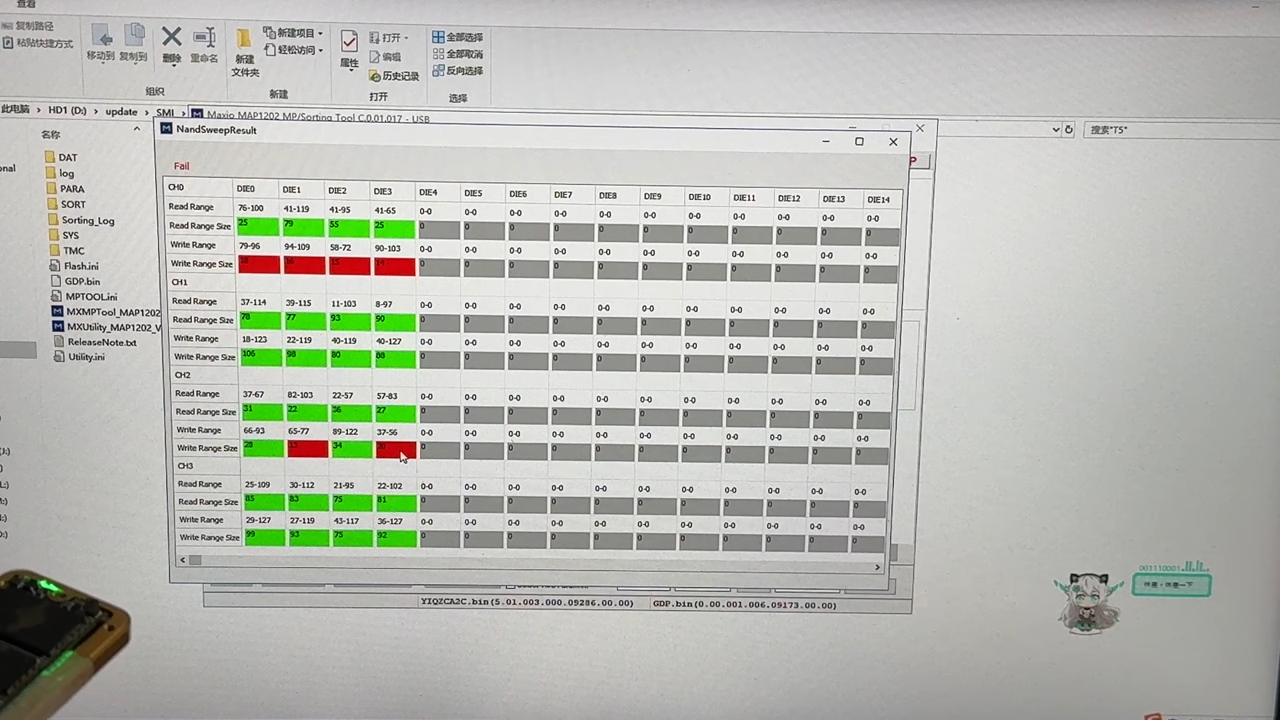 查看
复制路径
粘贴快捷方式
移动到 复制到 删除 重命名
新建
文件夹
新建项目
轻松访问
属性
打开
编辑
历史记录
全部选择
全部取消
反向选择
组织 新建 打开 选择
此电脑 > HD1 (D:) > update > SMI >
搜索"T5"
Maxio MAP1202 MP/Sorting Tool C.0.01.017 - USB
名称
DAT
log
PARA
SORT
Sorting_Log
SYS
TMC
Flash.ini
GDP.bin
MPTOOL.ini
MXMPTool_MAP1202
MXUtility_MAP1202_V
ReleaseNote.txt
Utility.ini
NandSweepResult
Fail
CH0 DIE0 DIE1 DIE2 DIE3 DIE4 DIE5 DIE6 DIE7 DIE8 DIE9 DIE10 DIE11 DIE12 DIE13 DIE14
Read Range 76-100 41-119 41-95 41-65 0-0 0-0 0-0 0-0 0-0 0-0 0-0 0-0 0-0 0-0 0-0
Read Range Size 25 79 55 25 0 0 0 0 0 0 0 0 0 0 0
Write Range 79-96 94-109 58-72 90-103 0-0 0-0 0-0 0-0 0-0 0-0 0-0 0-0 0-0 0-0 0-0
Write Range Size 18 16 15 14 0 0 0 0 0 0 0 0 0 0 0
CH1
Read Range 37-114 39-115 11-103 8-97 0-0 0-0 0-0 0-0 0-0 0-0 0-0 0-0 0-0 0-0 0-0
Read Range Size 78 77 93 90 0 0 0 0 0 0 0 0 0 0 0
Write Range 18-123 22-119 40-119 40-127 0-0 0-0 0-0 0-0 0-0 0-0 0-0 0-0 0-0 0-0 0-0
Write Range Size 106 98 80 88 0 0 0 0 0 0 0 0 0 0 0
CH2
Read Range 37-67 82-103 22-57 57-83 0-0 0-0 0-0 0-0 0-0 0-0 0-0 0-0 0-0 0-0 0-0
Read Range Size 31 22 36 27 0 0 0 0 0 0 0 0 0 0 0
Write Range 66-93 65-77 89-122 37-56 0-0 0-0 0-0 0-0 0-0 0-0 0-0 0-0 0-0 0-0 0-0
Write Range Size 28 13 34 20 0 0 0 0 0 0 0 0 0 0 0
CH3
Read Range 25-109 30-112 21-95 22-102 0-0 0-0 0-0 0-0 0-0 0-0 0-0 0-0 0-0 0-0 0-0
Read Range Size 85 83 75 81 0 0 0 0 0 0 0 0 0 0 0
Write Range 29-127 27-119 43-117 36-127 0-0 0-0 0-0 0-0 0-0 0-0 0-0 0-0 0-0 0-0 0-0
Write Range Size 99 93 75 92 0 0 0 0 0 0 0 0 0 0 0
YIQZCA2C.bin(5.01.003.000.09286.00.00) GDP.bin(0.00.001.006.09173.00.00)
001110001